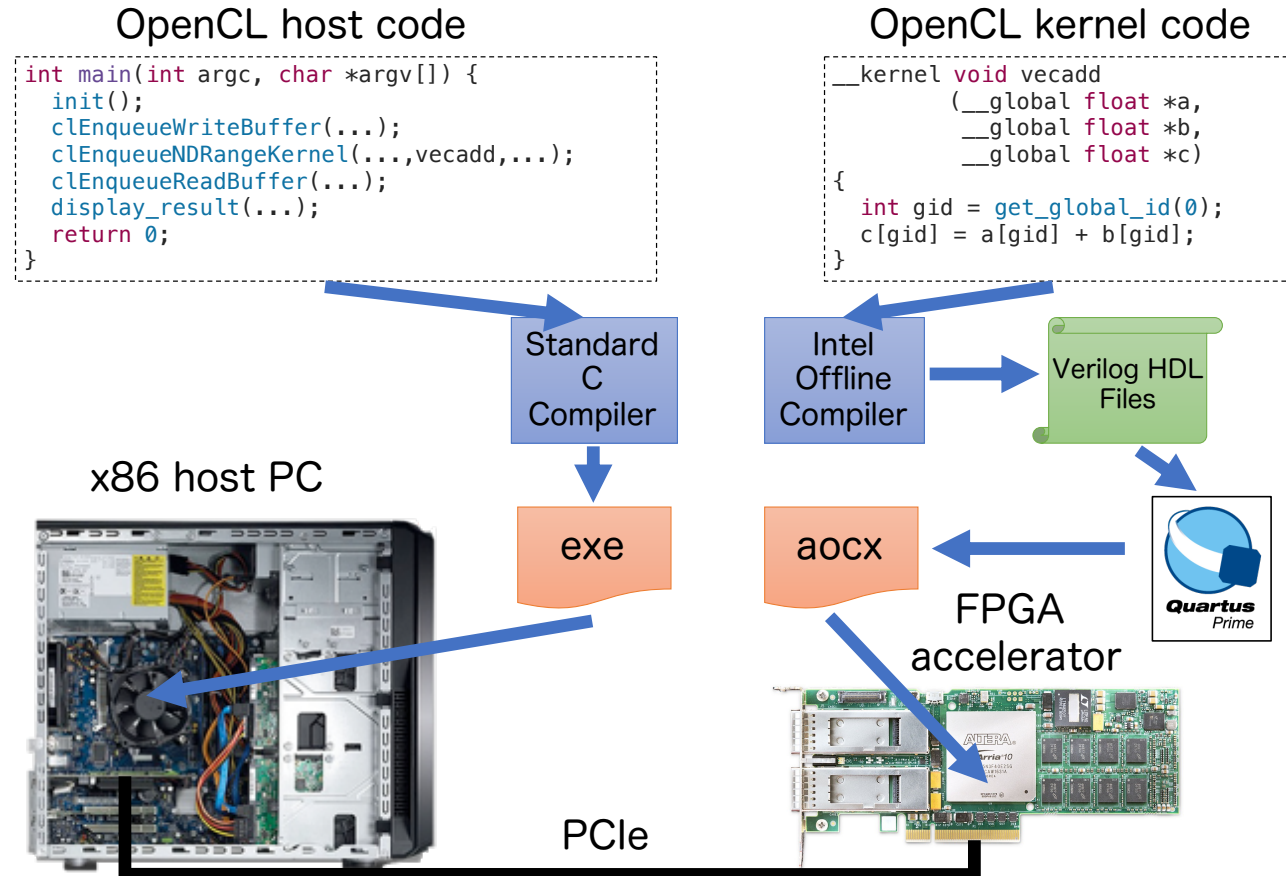 OpenCL host code
int main(int argc, char *argv[]) {
  init();
  clEnqueueWriteBuffer(...);
  clEnqueueNDRangeKernel(...,vecadd,...);
  clEnqueueReadBuffer(...);
  display_result(...);
  return 0;
}
OpenCL kernel code
__kernel void vecadd
(__global float *a,
__global float *b,
__global float *c)
{
  int gid = get_global_id(0);
  c[gid] = a[gid] + b[gid];
}
Standard
C
Compiler
Intel
Offline
Compiler
Verilog HDL
Files
x86 host PC
exe
aocx
Quartus
Prime
FPGA
accelerator
ALTERA
Arria 10
PCIe